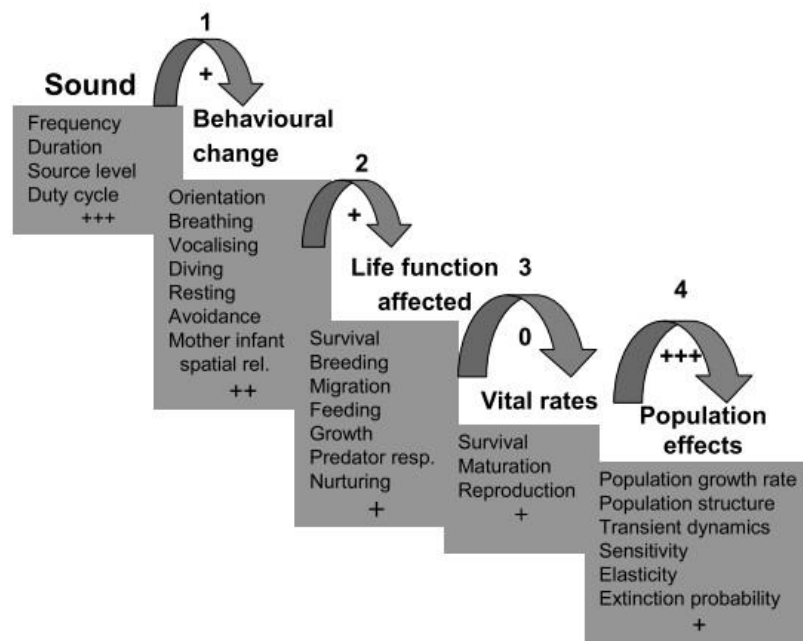 1
+
Sound
Frequency
Duration
Source level
Duty cycle
+++
Behavioural
change
Orientation
Breathing
Vocalising
Diving
Resting
Avoidance
Mother infant
spatial rel.
++
2
+
Life function
affected
Survival
Breeding
Migration
Feeding
Growth
Predator resp.
Nurturing
+
3
0
Vital rates
Survival
Maturation
Reproduction
+
4
+++
Population
effects
Population growth rate
Population structure
Transient dynamics
Sensitivity
Elasticity
Extinction probability
+